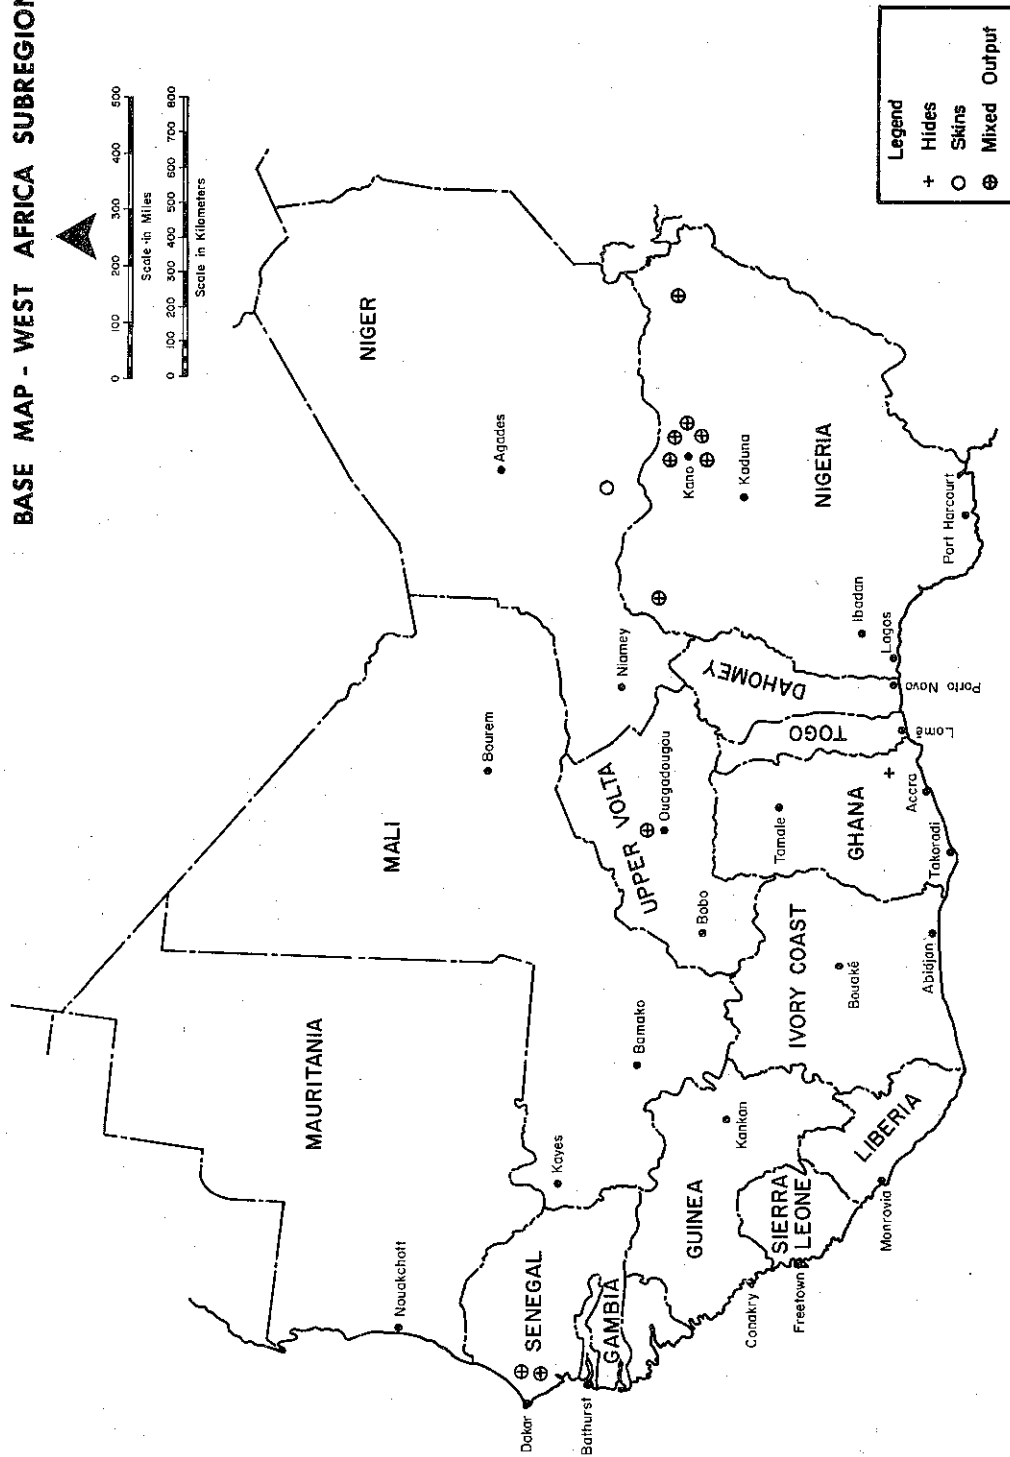 BASE MAP - WEST AFRICA SUBREGION
0 100 200 300 400 500
Scale in Miles
0 100 200 300 400 500 600 700 800
Scale in Kilometers
MAURITANIA
MALI
NIGER
Nouakchott
Bourem
Agades
Dakar
SENEGAL
Kayes
Bathurst
GAMBIA
Bamako
UPPER VOLTA
Ouagadougou
Niamey
GUINEA
Kankan
Bobo
DAHOMEY
Kano
Kaduna
Conakry
Freetown
SIERRA
LEONE
IVORY COAST
Bouaké
Tamale
GHANA
TOGO
NIGERIA
Ibadan
Lagos
Monrovia
LIBERIA
Abidjan
Takoradi
Accra
Lomé
Porto Novo
Port Harcourt
Legend
+ Hides
○ Skins
⊕ Mixed Output